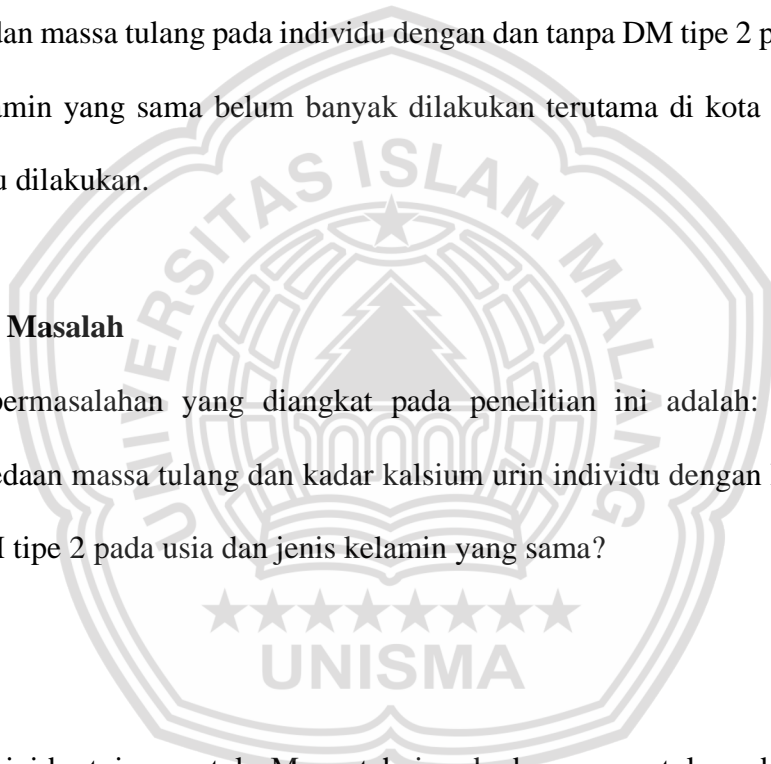 dan massa tulang pada individu dengan dan tanpa DM tipe 2 p
amin yang sama belum banyak dilakukan terutama di kota
u dilakukan.
UNIVERSITAS ISLAM MALANG
Masalah
permasalahan yang diangkat pada penelitian ini adalah:
edaan massa tulang dan kadar kalsium urin individu dengan
tipe 2 pada usia dan jenis kelamin yang sama?
UNISMA